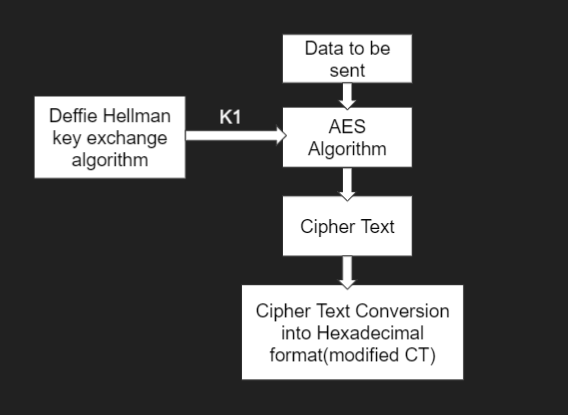 Data to be
sent
Deffie Hellman
key exchange
algorithm
K1
AES
Algorithm
Cipher Text
Cipher Text Conversion
into Hexadecimal
format(modified CT)